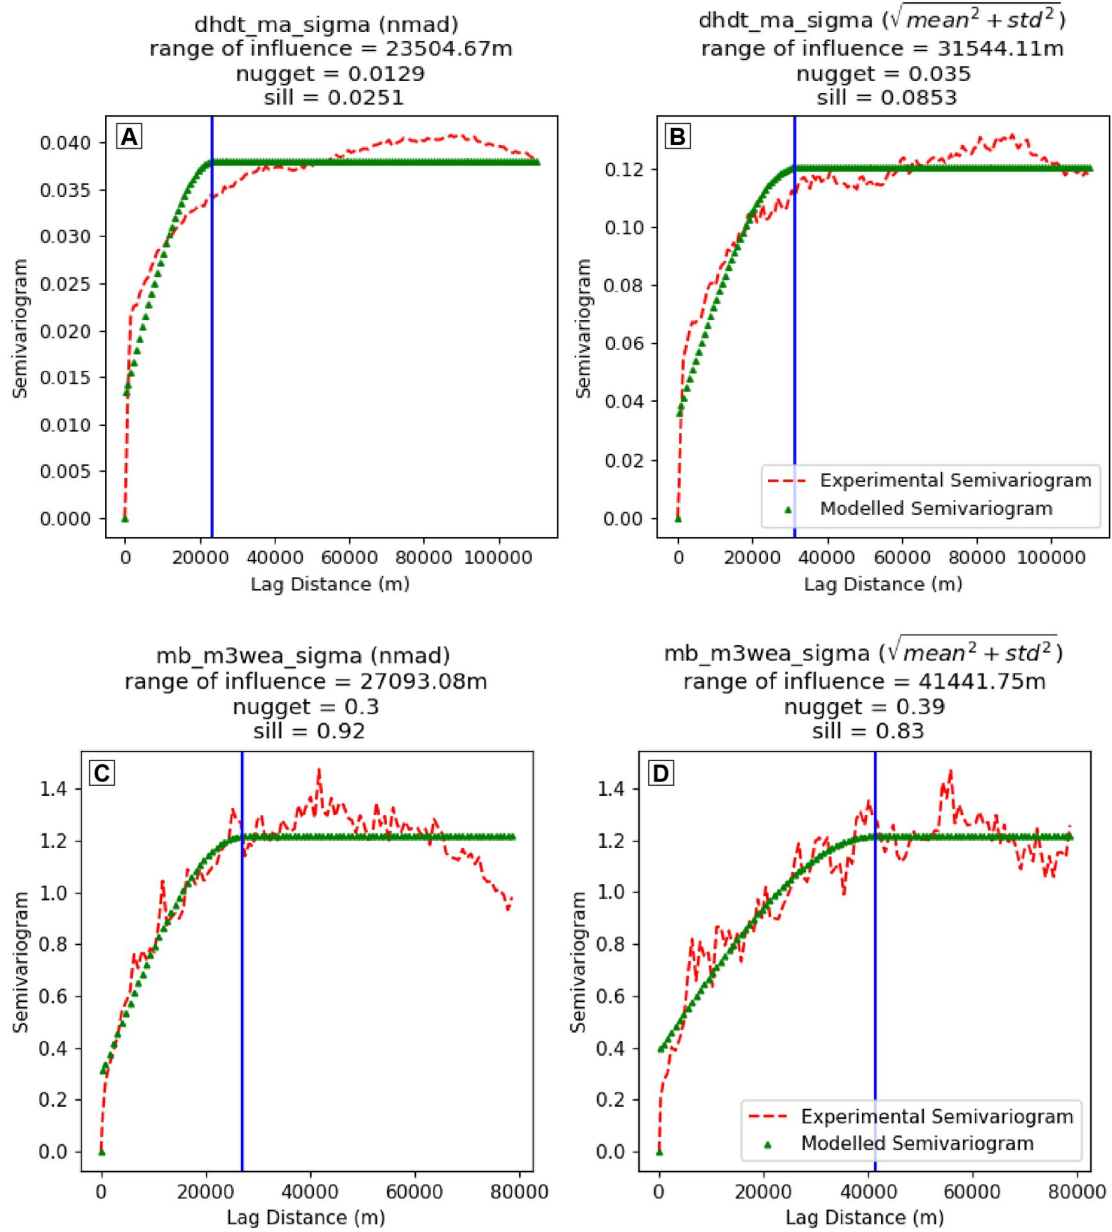 dhdt_ma_sigma (nmad)
range of influence = 23504.67m
nugget = 0.0129
sill = 0.0251
A
0.040
0.035
0.030
0.025
0.020
0.015
0.010
0.005
0.000
Semivariogram
0 20000 40000 60000 80000 100000
Lag Distance (m)
dhdt_ma_sigma (√mean² + std²)
range of influence = 31544.11m
nugget = 0.035
sill = 0.0853
B
0.12
0.10
0.08
0.06
0.04
0.02
0.00
Semivariogram
Experimental Semivariogram
Modelled Semivariogram
0 20000 40000 60000 80000 100000
Lag Distance (m)
mb_m3wea_sigma (nmad)
range of influence = 27093.08m
nugget = 0.3
sill = 0.92
C
1.4
1.2
1.0
0.8
0.6
0.4
0.2
0.0
Semivariogram
0 20000 40000 60000 80000
Lag Distance (m)
mb_m3wea_sigma (√mean² + std²)
range of influence = 41441.75m
nugget = 0.39
sill = 0.83
D
1.4
1.2
1.0
0.8
0.6
0.4
0.2
0.0
Semivariogram
Experimental Semivariogram
Modelled Semivariogram
0 20000 40000 60000 80000
Lag Distance (m)